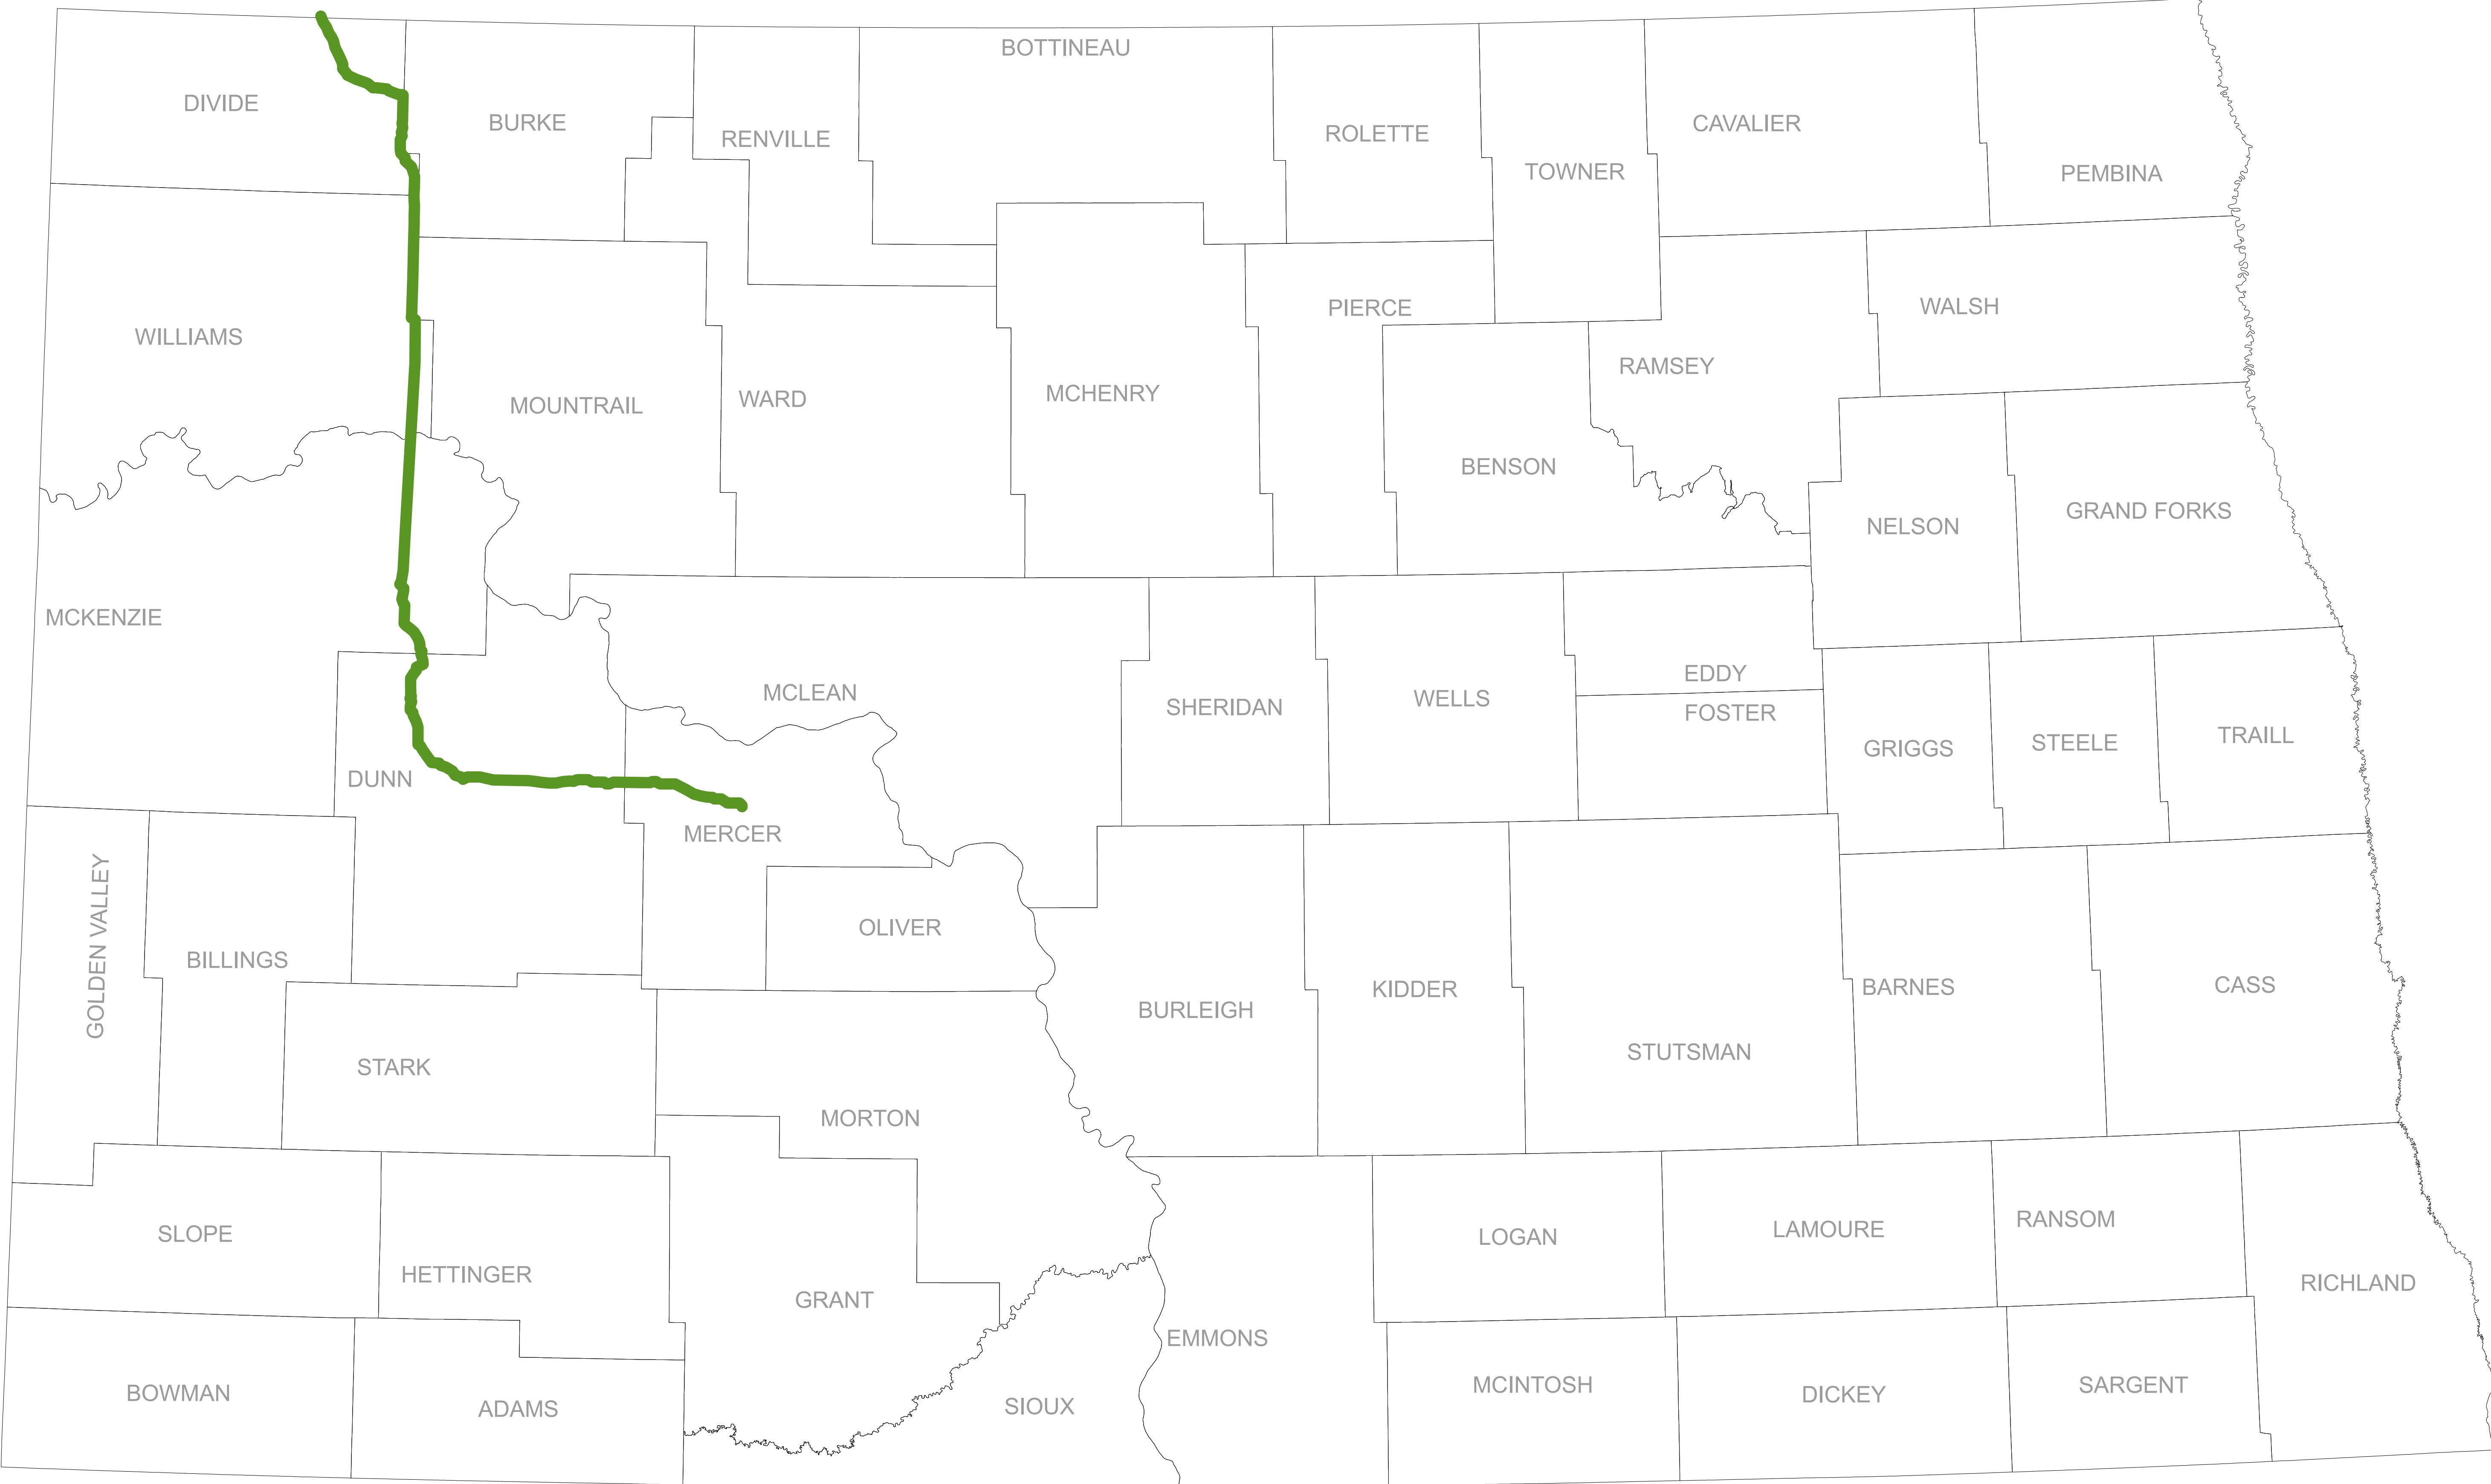 BOTTINEAU
DIVIDE
BURKE
RENVILLE
ROLETTE
CAVALIER
TOWNER
PEMBINA
WILLIAMS
PIERCE
WALSH
RAMSEY
MOUNTRAIL
WARD
MCHENRY
BENSON
NELSON
GRAND FORKS
MCKENZIE
MCLEAN
SHERIDAN
WELLS
EDDY
FOSTER
GRIGGS
STEELE
TRAILL
DUNN
MERCER
GOLDEN VALLEY
BILLINGS
OLIVER
BURLEIGH
KIDDER
BARNES
CASS
STARK
STUTSMAN
MORTON
SLOPE
HETTINGER
LOGAN
LAMOURE
RANSOM
RICHLAND
GRANT
EMMONS
BOWMAN
ADAMS
SIOUX
MCINTOSH
DICKEY
SARGENT